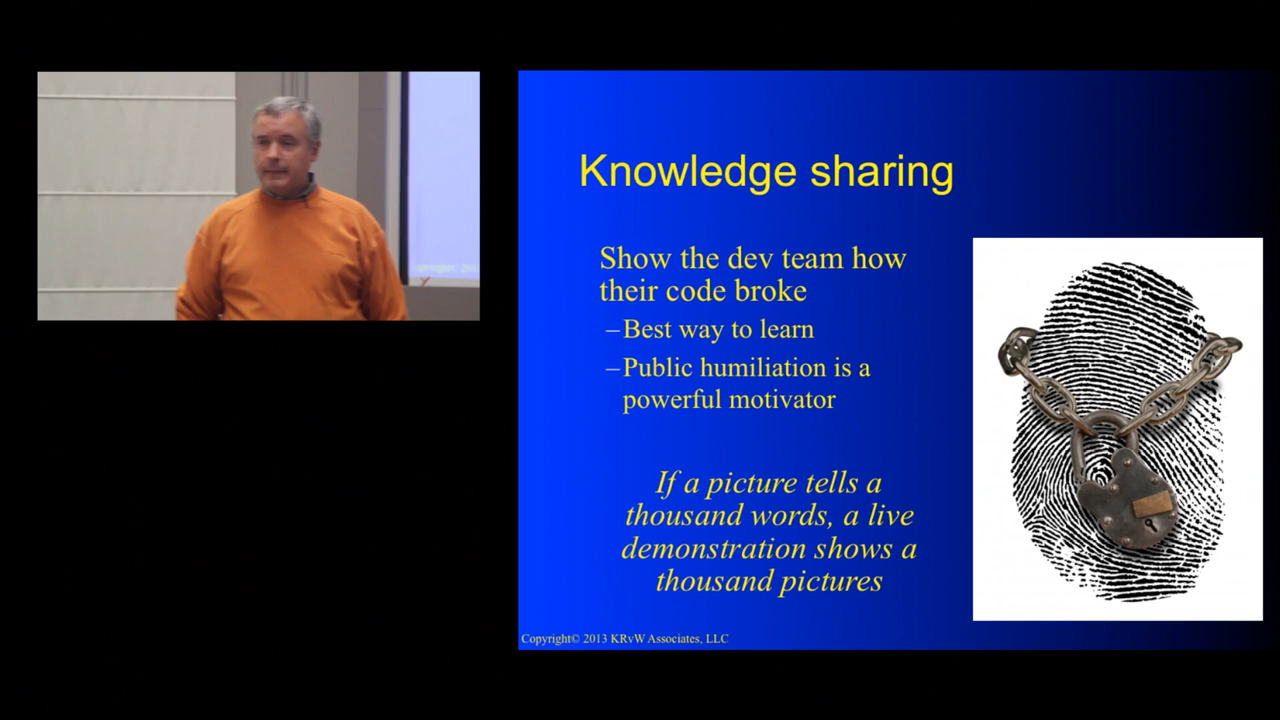 Knowledge sharing
Show the dev team how
their code broke
–Best way to learn
–Public humiliation is a
powerful motivator
If a picture tells a
thousand words, a live
demonstration shows a
thousand pictures
Copyright© 2013 KRvW Associates, LLC